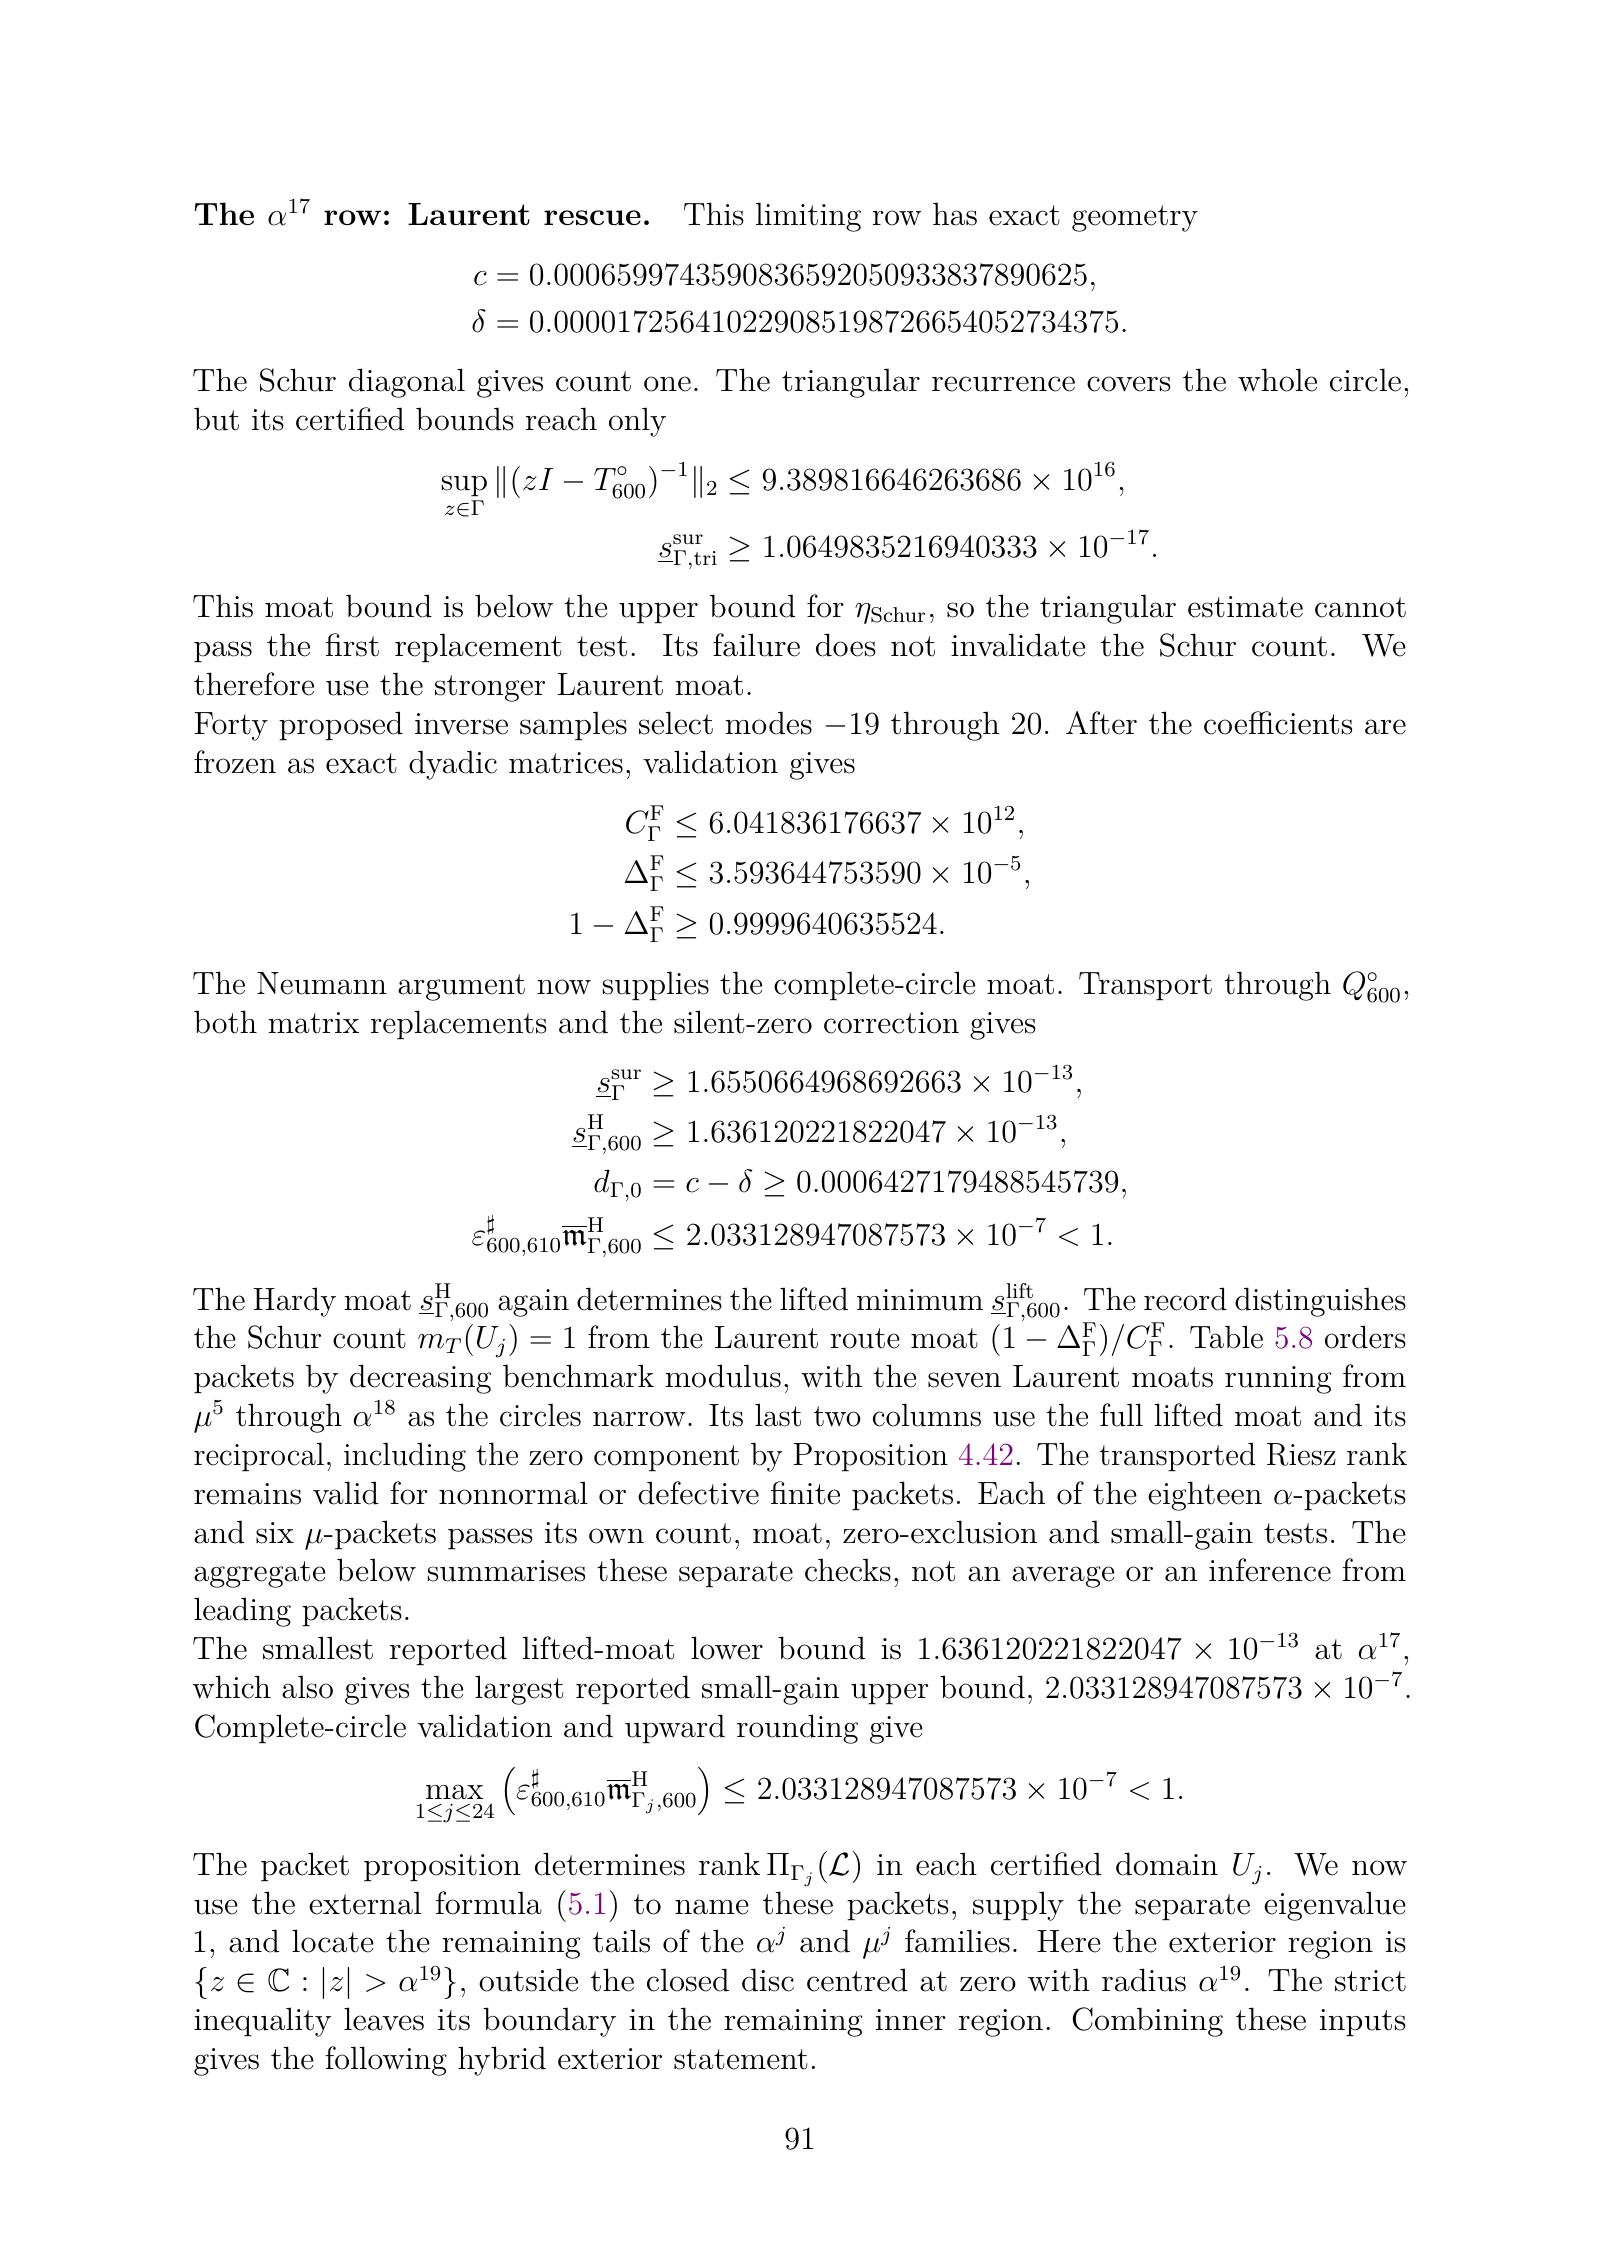 The α^17 row: Laurent rescue. This limiting row has exact geometry
c = 0.0006599743590836592050933837890625,
δ = 0.000017256410229085198726654052734375.
The Schur diagonal gives count one. The triangular recurrence covers the whole circle,
but its certified bounds reach only
sup_{z∈Γ} ‖(zI − T°_600)^{−1}‖_2 ≤ 9.389816646263686 × 10^16,
s̲^sur_{Γ,tri} ≥ 1.0649835216940333 × 10^{−17}.
This moat bound is below the upper bound for η_Schur, so the triangular estimate cannot
pass the first replacement test. Its failure does not invalidate the Schur count. We
therefore use the stronger Laurent moat.
Forty proposed inverse samples select modes −19 through 20. After the coefficients are
frozen as exact dyadic matrices, validation gives
C^F_Γ ≤ 6.041836176637 × 10^12,
Δ^F_Γ ≤ 3.593644753590 × 10^{−5},
1 − Δ^F_Γ ≥ 0.9999640635524.
The Neumann argument now supplies the complete-circle moat. Transport through Q°_600,
both matrix replacements and the silent-zero correction gives
s̲^sur_Γ ≥ 1.6550664968692663 × 10^{−13},
s̲^H_{Γ,600} ≥ 1.636120221822047 × 10^{−13},
d_{Γ,0} = c − δ ≥ 0.0006427179488545739,
ε^♯_{600,610} 𝔪̅^H_{Γ,600} ≤ 2.033128947087573 × 10^{−7} < 1.
The Hardy moat s̲^H_{Γ,600} again determines the lifted minimum s̲^lift_{Γ,600}. The record distinguishes
the Schur count m_T(U_j) = 1 from the Laurent route moat (1 − Δ^F_Γ)/C^F_Γ. Table 5.8 orders
packets by decreasing benchmark modulus, with the seven Laurent moats running from
μ^5 through α^18 as the circles narrow. Its last two columns use the full lifted moat and its
reciprocal, including the zero component by Proposition 4.42. The transported Riesz rank
remains valid for nonnormal or defective finite packets. Each of the eighteen α-packets
and six μ-packets passes its own count, moat, zero-exclusion and small-gain tests. The
aggregate below summarises these separate checks, not an average or an inference from
leading packets.
The smallest reported lifted-moat lower bound is 1.636120221822047 × 10^{−13} at α^17,
which also gives the largest reported small-gain upper bound, 2.033128947087573 × 10^{−7}.
Complete-circle validation and upward rounding give
max_{1≤j≤24} (ε^♯_{600,610} 𝔪̅^H_{Γ_j,600}) ≤ 2.033128947087573 × 10^{−7} < 1.
The packet proposition determines rank Π_{Γ_j}(𝓛) in each certified domain U_j. We now
use the external formula (5.1) to name these packets, supply the separate eigenvalue
1, and locate the remaining tails of the α^j and μ^j families. Here the exterior region is
{z ∈ ℂ : |z| > α^19}, outside the closed disc centred at zero with radius α^19. The strict
inequality leaves its boundary in the remaining inner region. Combining these inputs
gives the following hybrid exterior statement.
91